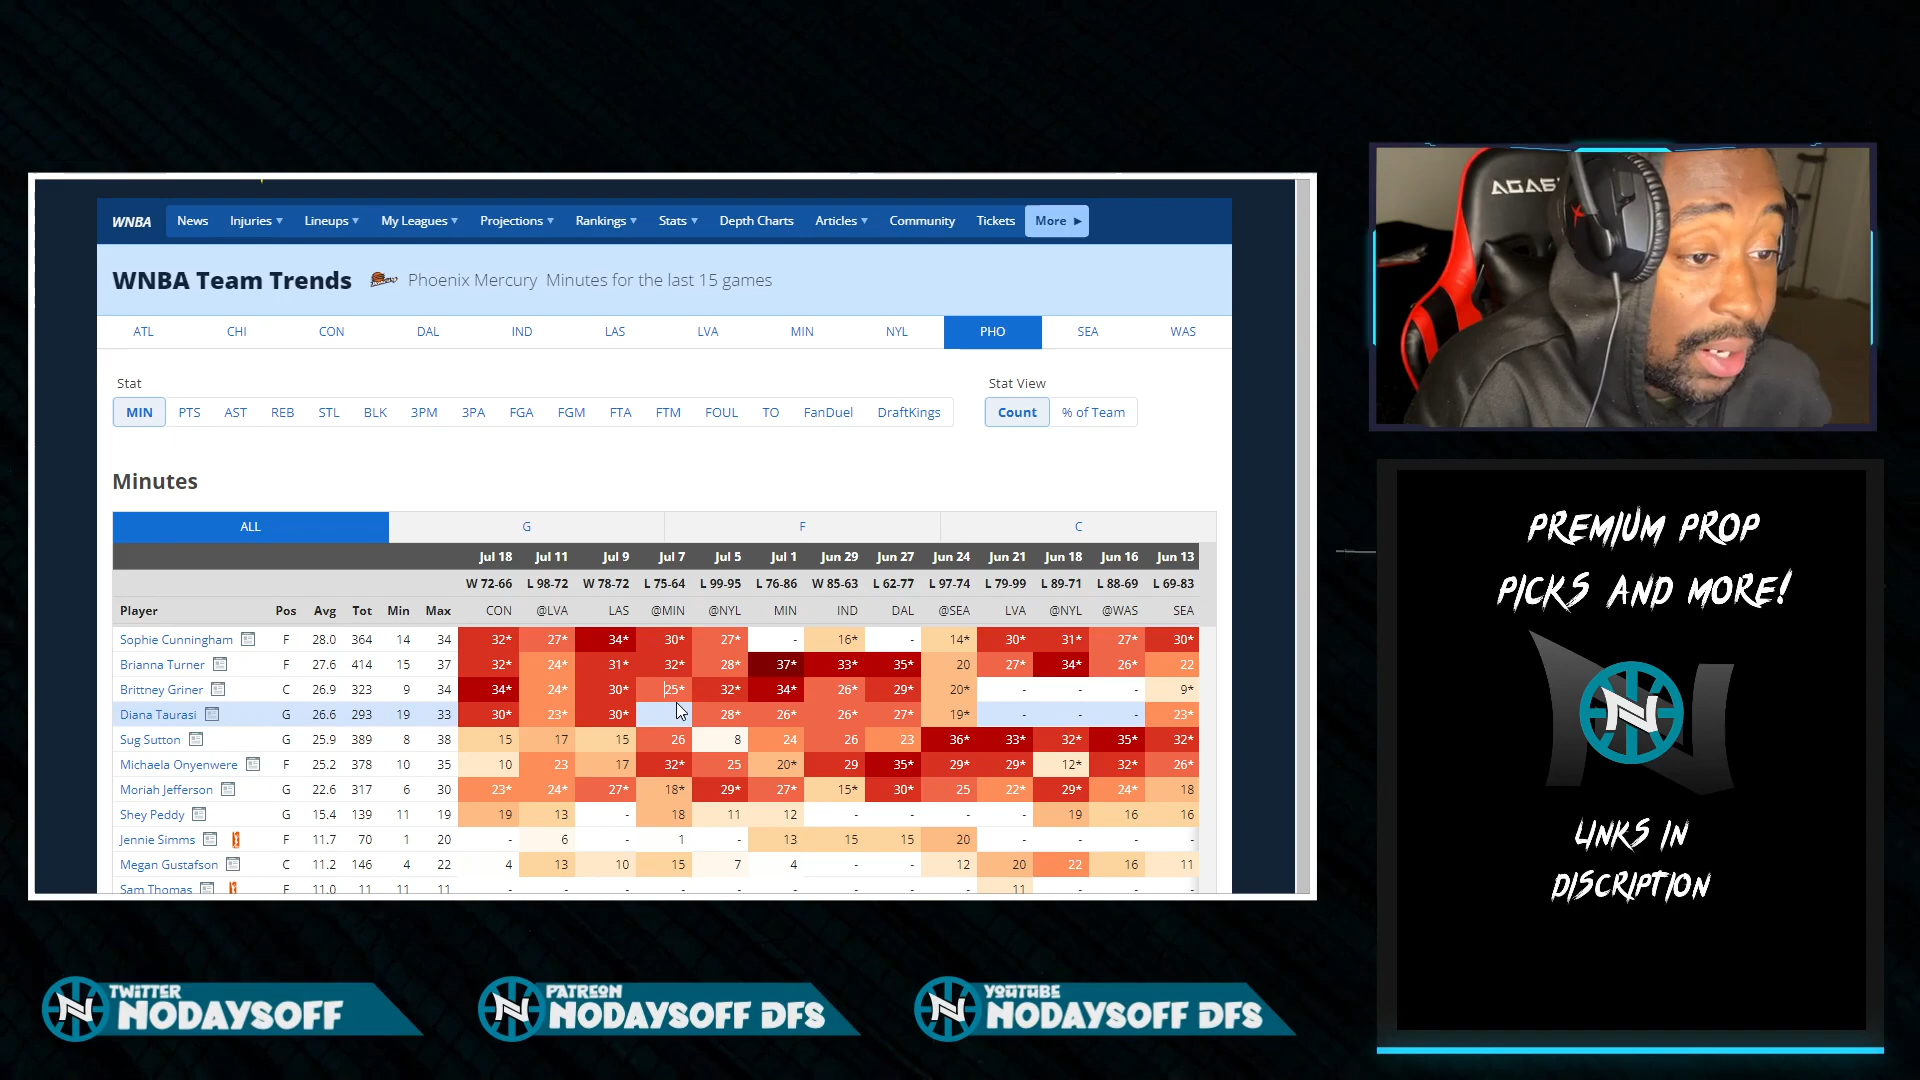 WNBA News Injuries Lineups My Leagues Projections Rankings Stats Depth Charts Articles Community Tickets More
WNBA Team Trends Phoenix Mercury Minutes for the last 15 games
ATL CHI CON DAL IND LAS LVA MIN NYL PHO SEA WAS
Stat Stat View
MIN PTS AST REB STL BLK 3PM 3PA FGA FGM FTA FTM FOUL TO FanDuel DraftKings Count % of Team
Minutes
ALL G F C
Jul 18 Jul 11 Jul 9 Jul 7 Jul 5 Jul 1 Jun 29 Jun 27 Jun 24 Jun 21 Jun 18 Jun 16 Jun 13
W 72-66 L 98-72 W 78-72 L 75-64 L 99-95 L 76-86 W 85-63 L 62-77 L 97-74 L 79-99 L 89-71 L 88-69 L 69-83
Player Pos Avg Tot Min Max CON @LVA LAS @MIN @NYL MIN IND DAL @SEA LVA @NYL @WAS SEA
Sophie Cunningham F 28.0 364 14 34 32* 27* 34* 30* 27* - 16* - 14* 30* 31* 27* 30*
Brianna Turner F 27.6 414 15 37 32* 24* 31* 32* 28* 37* 33* 35* 20 27* 34* 26* 22
Brittney Griner C 26.9 323 9 34 34* 24* 30* 25* 32* 34* 26* 29* 20* - - - 9*
Diana Taurasi G 26.6 293 19 33 30* 23* 30* 28* 26* 26* 27* 19* - - - 23*
Sug Sutton G 25.9 389 8 38 15 17 15 26 8 24 26 23 36* 33* 32* 35* 32*
Michaela Onyenwere F 25.2 378 10 35 10 23 17 32* 25 20* 29 35* 29* 29* 12* 32* 26*
Moriah Jefferson G 22.6 317 6 30 23* 24* 27* 18* 29* 27* 15* 30* 25 22* 29* 24* 18
Shey Peddy G 15.4 139 11 19 19 13 - 18 11 12 - - - - 19 16 16
Jennie Simms F 11.7 70 1 20 - 6 - 1 - 13 15 15 20 - - - -
Megan Gustafson C 11.2 146 4 22 4 13 10 15 7 4 - - 12 20 22 16 11
Sam Thomas F 11.0 11 11 11 - - - - - - - - - 11 - - -
PREMIUM PROP
PICKS AND MORE!
N
LINKS IN
DISCRIPTION
TWITTER
NODAYSOFF
PATREON
NODAYSOFF DFS
YOUTUBE
NODAYSOFF DFS